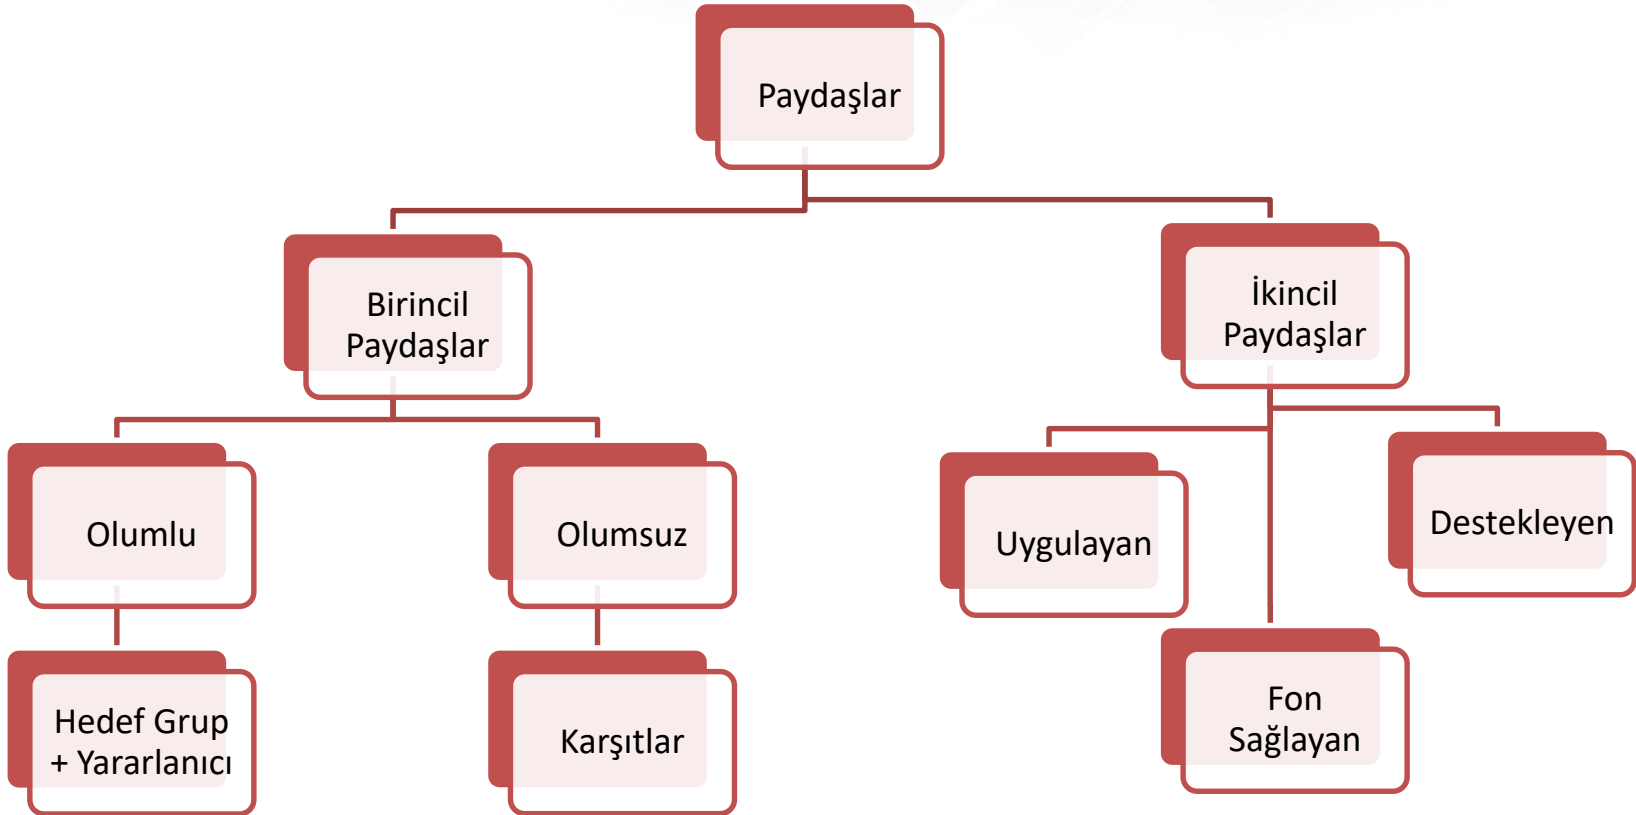 Paydaşlar
Birincil
Paydaşlar
İkincil
Paydaşlar
Olumlu
Olumsuz
Uygulayan
Destekleyen
Hedef Grup
+ Yararlanıcı
Karşıtlar
Fon
Sağlayan